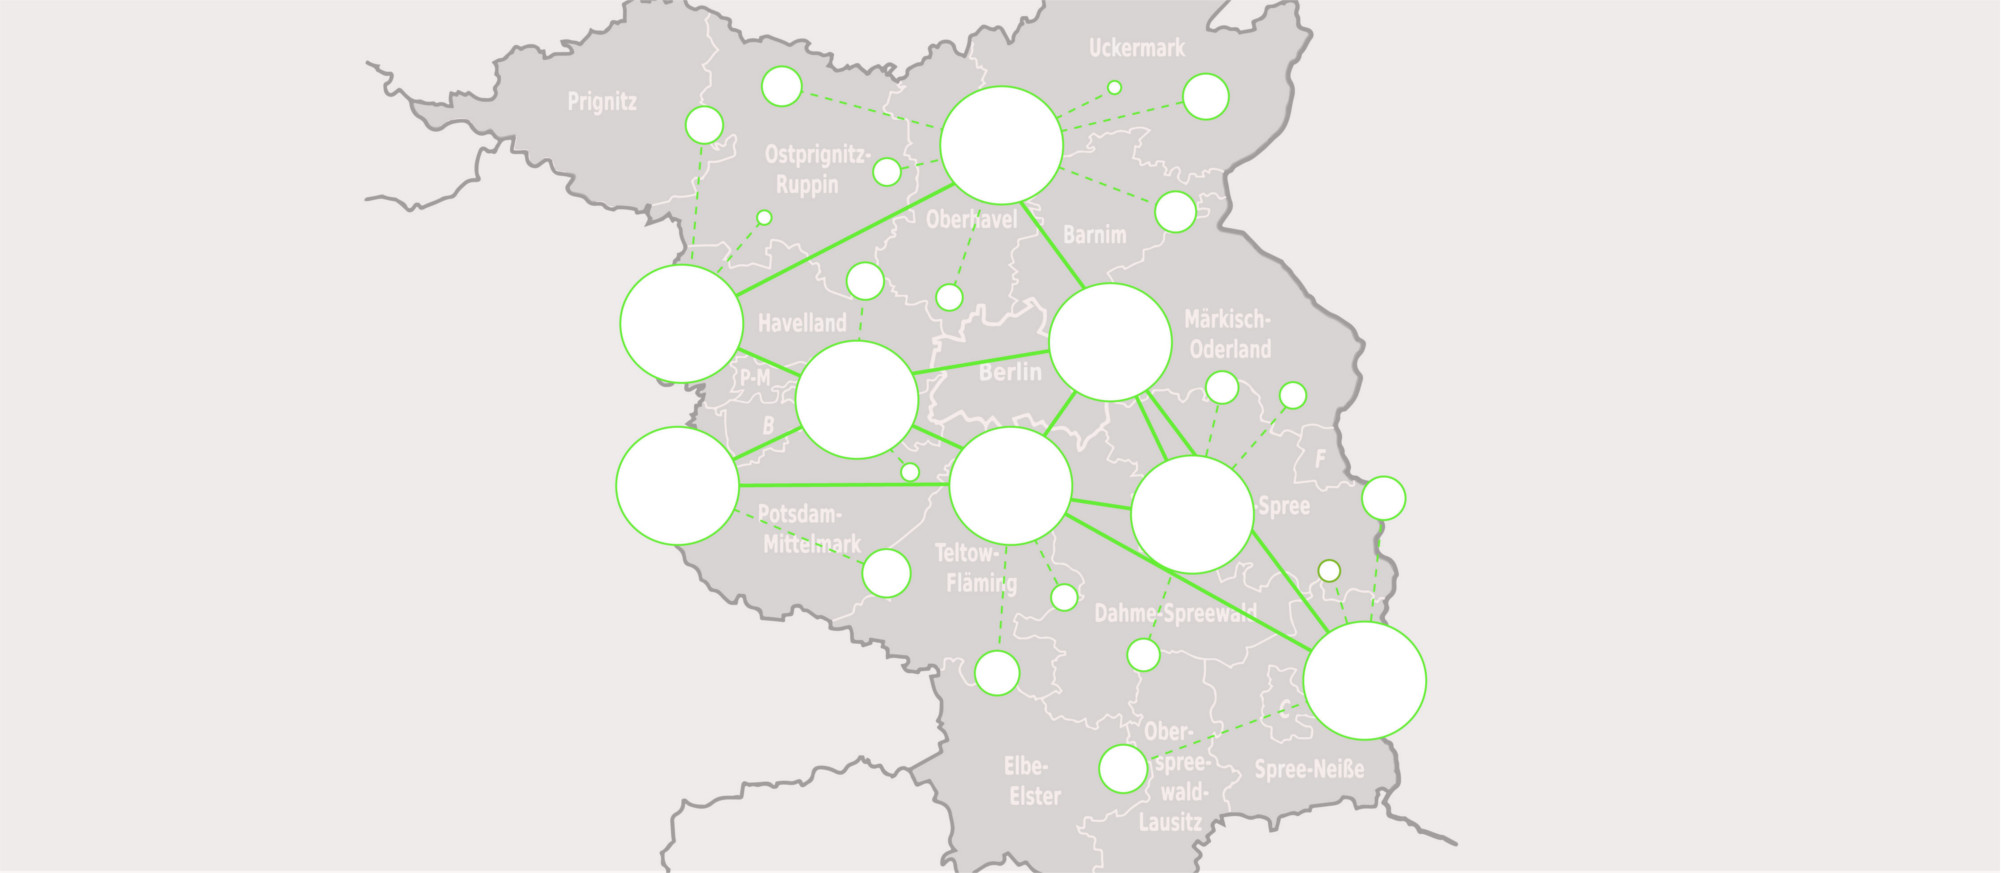 Uckermark
Prignitz
Ostprignitz-
Ruppin
Oberhavel
Barnim
Havelland
Märkisch-
Oderland
Berlin
P-M
B
F
-Spree
Potsdam-
Mittelmark
Teltow-
Fläming
Dahme-Spreewald
C
Ober-
spree-
wald-
Lausitz
Elbe-
Elster
Spree-Neiße